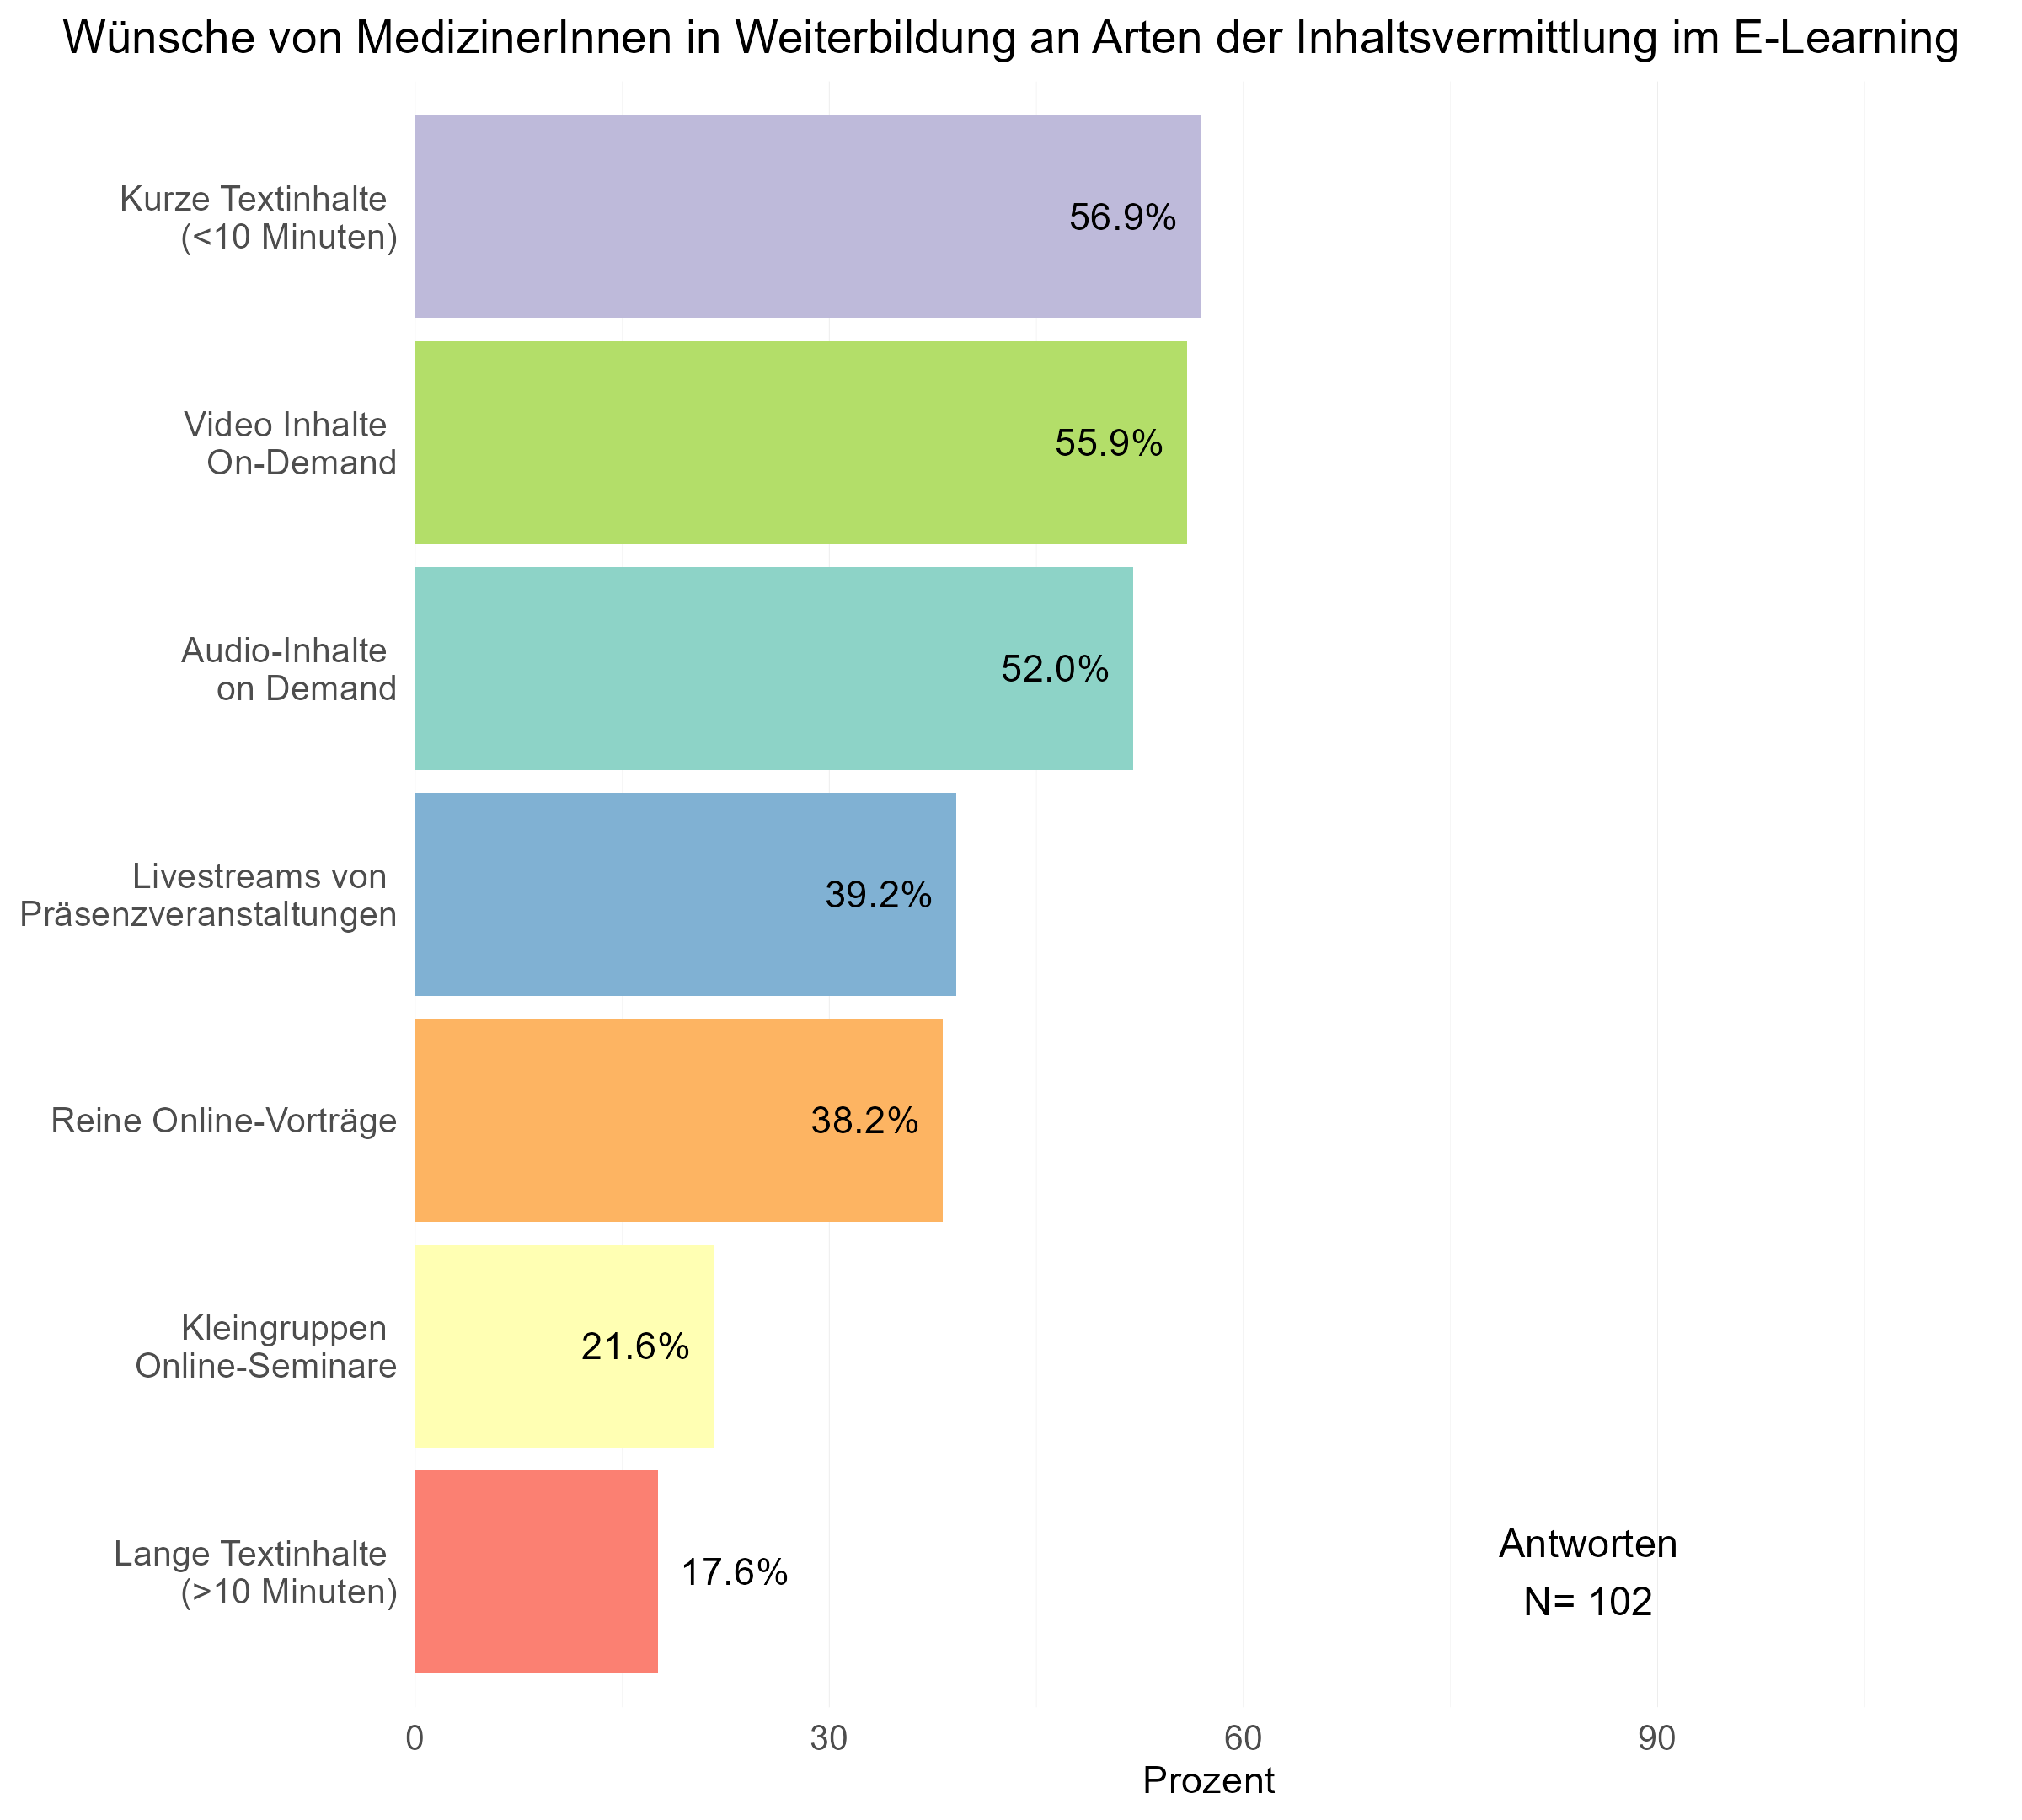 Wünsche von MedizinerInnen in Weiterbildung an Arten der Inhaltsvermittlung im E-Learning
Kurze Textinhalte
(<10 Minuten)
56.9%
Video Inhalte
On-Demand
55.9%
Audio-Inhalte
on Demand
52.0%
Livestreams von
Präsenzveranstaltungen
39.2%
Reine Online-Vorträge
38.2%
Kleingruppen
Online-Seminare
21.6%
Lange Textinhalte
(>10 Minuten)
17.6%
Antworten
N= 102
0 30 60 90
Prozent